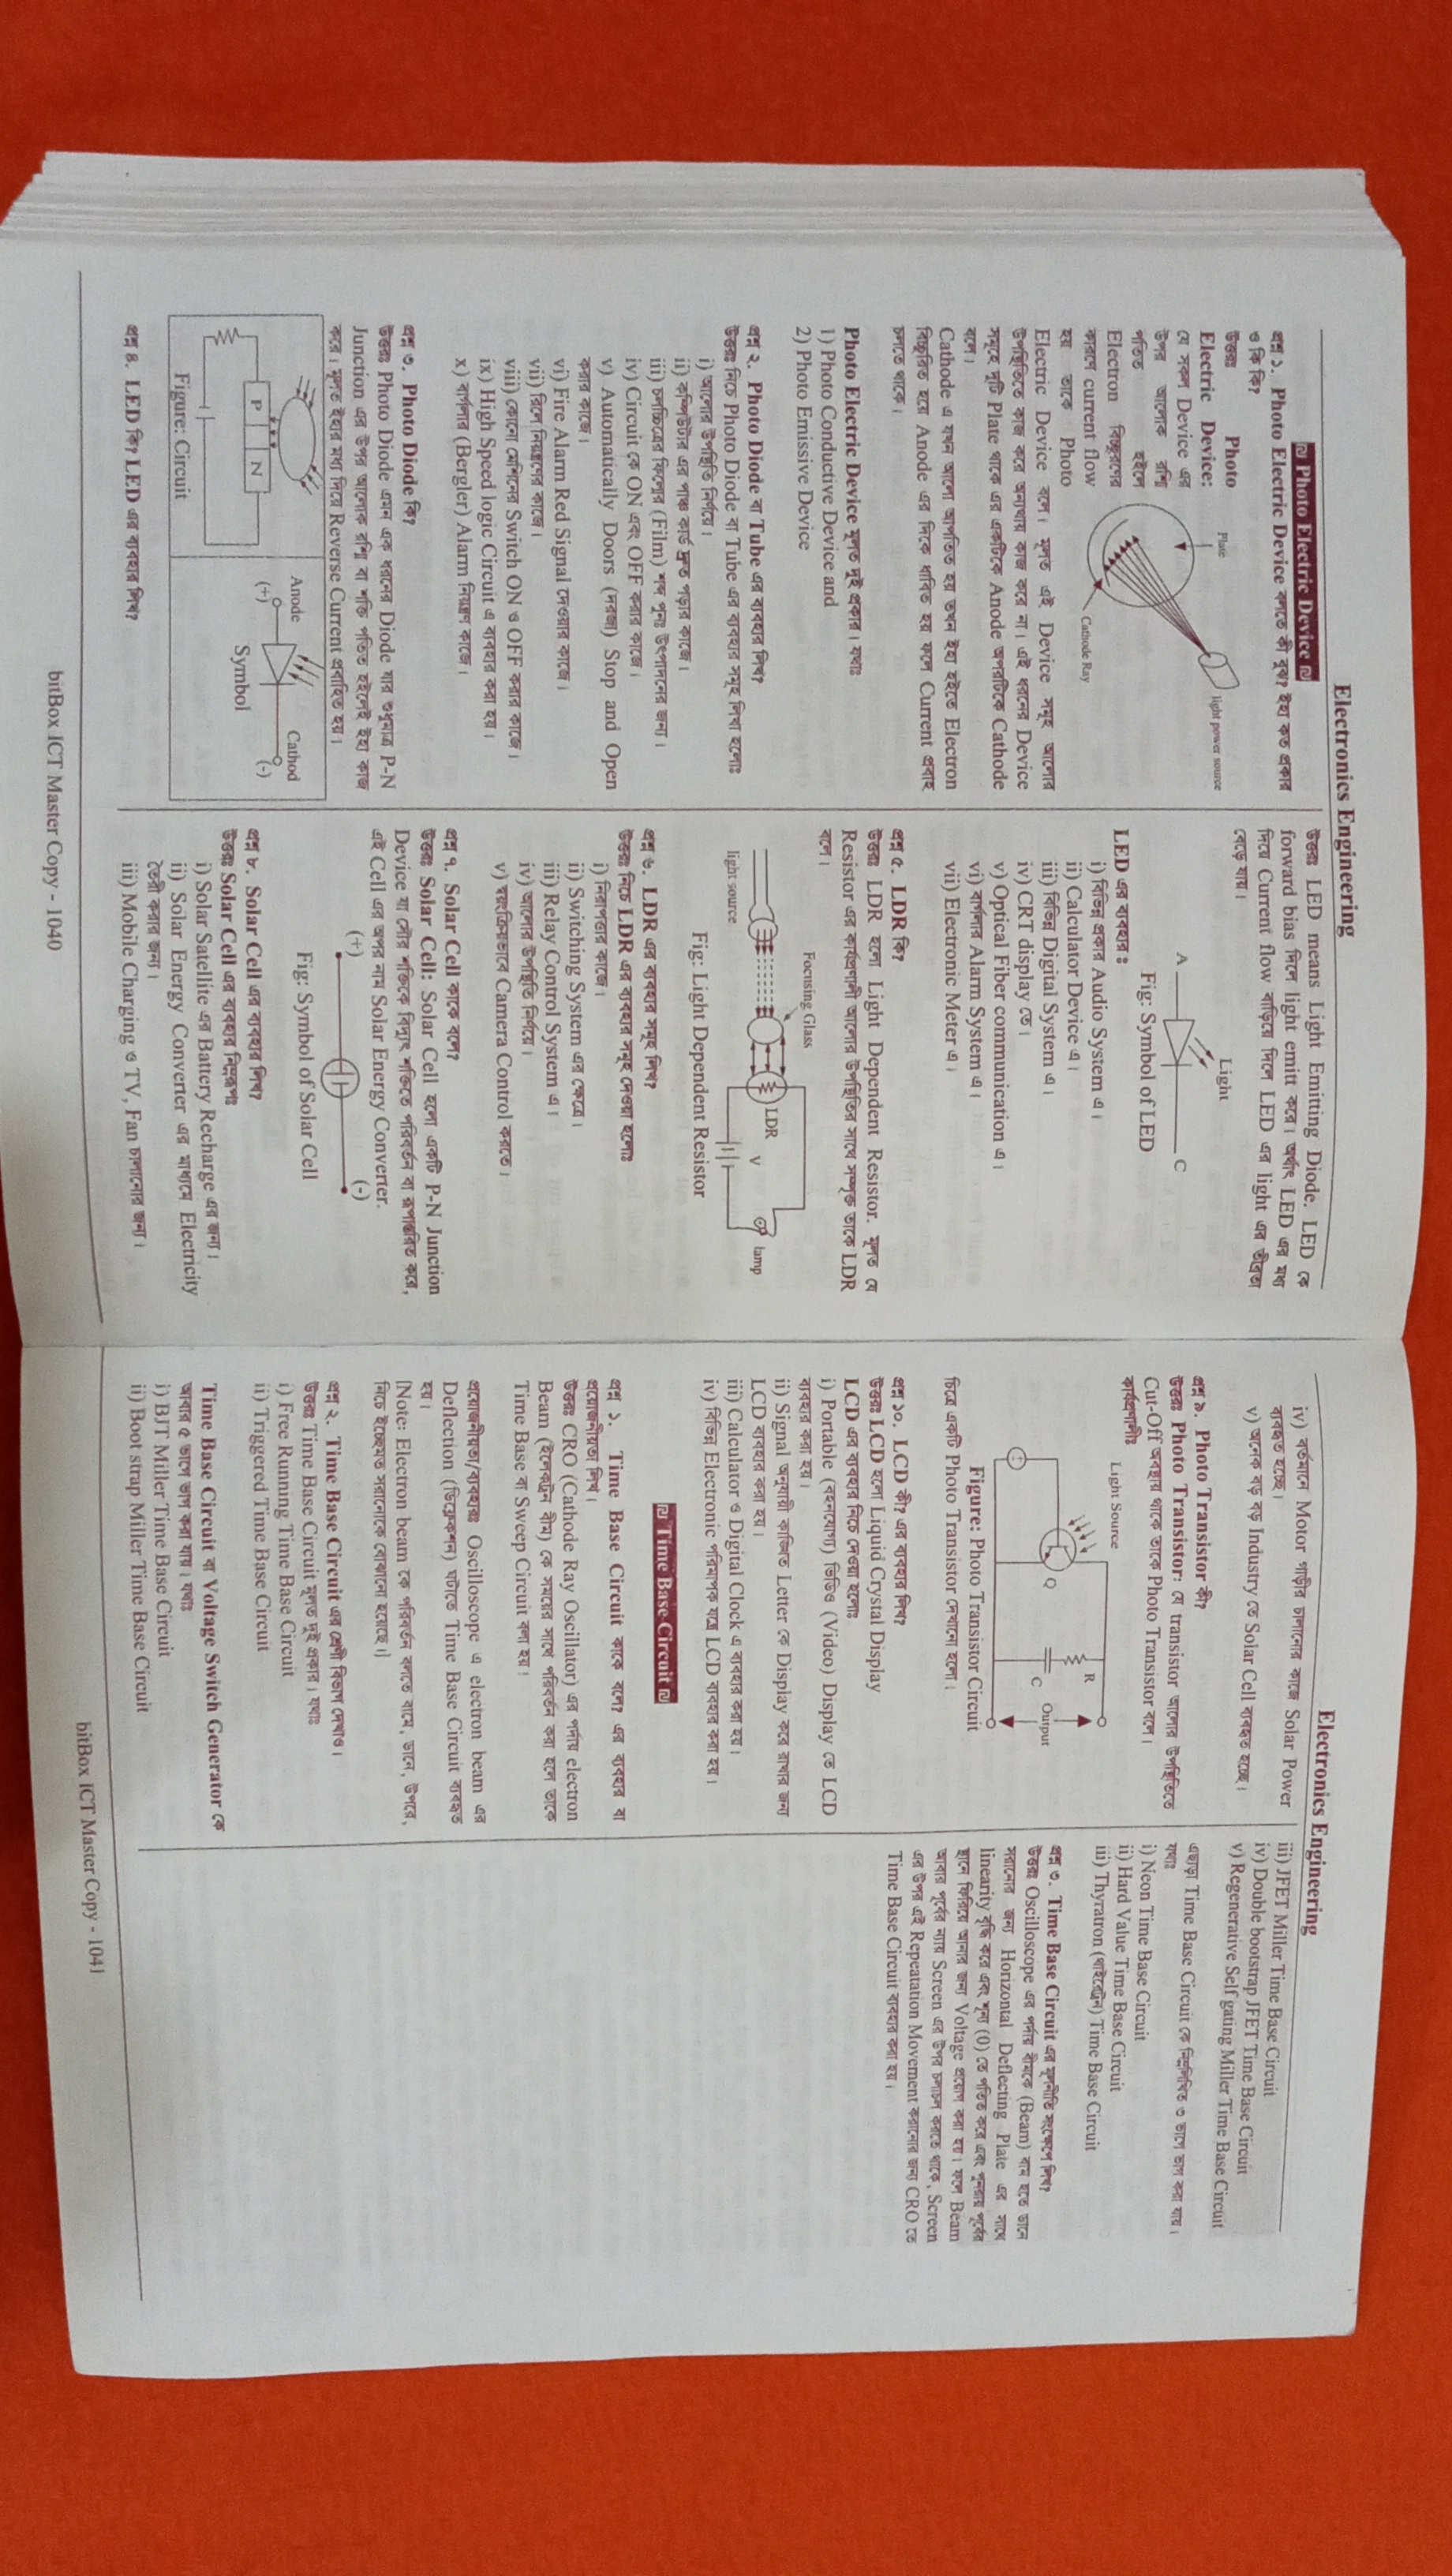 Electronics Engineering
Photo Electric Device
প্রশ্ন ১. Photo Electric Device বলতে কী বুঝ? ইহা কত প্রকার
ও কি কি?
উত্তরঃ Photo
Electric Device:
যে সকল Device এর
উপর আলোক রশ্মি
পতিত হইলে
Electron বিচ্ছুরণের
কারণে current flow
হয় তাকে Photo
Plate
light power source
Cathode Ray
Electric Device বলে। মূলত এই Device সমূহ আলোর
উপস্থিতিতে কাজ করে অন্যথায় কাজ করে না। এই ধরনের Device
সমূহে দুটি Plate থাকে এর একটিকে Anode অপরটিকে Cathode
বলে।
Cathode এ যখন আলো আপতিত হয় তখন ইহা হইতে Electron
বিচ্ছুরিত হয়ে Anode এর দিকে ধাবিত হয় ফলে Current প্রবাহ
চলতে থাকে।
Photo Electric Device মূলত দুই প্রকার। যথাঃ
1) Photo Conductive Device and
2) Photo Emissive Device
প্রশ্ন ২. Photo Diode বা Tube এর ব্যবহার লিখ?
উত্তরঃ নিচে Photo Diode বা Tube এর ব্যবহার সমূহ লিখা হলোঃ
i) আলোর উপস্থিতি নির্ণয়ে।
ii) কম্পিউটার এর পাঞ্চ কার্ড দ্রুত পড়ার কাজে।
iii) চলচ্চিত্রের ফিল্মের (Film) শব্দ পুনঃ উৎপাদনের জন্য।
iv) Circuit কে ON এবং OFF করার কাজে।
v) Automatically Doors (দরজা) Stop and Open
করার কাজে।
vi) Fire Alarm Red Signal দেওয়ার কাজে।
vii) রিলে নিয়ন্ত্রণের কাজে।
viii) কোনো মেশিনের Switch ON ও OFF করার কাজে।
ix) High Speed logic Circuit এ ব্যবহার করা হয়।
x) বার্গলার (Bergler) Alarm নিয়ন্ত্রণ কাজে।
প্রশ্ন ৩. Photo Diode কি?
উত্তরঃ Photo Diode এমন এক ধরনের Diode যার শুধুমাত্র P-N
Junction এর উপর আলোক রশ্মি বা শক্তি পতিত হইলেই ইহা কাজ
করে। মূলত ইহার মধ্য দিয়ে Reverse Current প্রবাহিত হয়।
P N
Figure: Circuit
Anode Cathod
(+) (-)
Symbol
প্রশ্ন ৪. LED কি? LED এর ব্যবহার লিখ?
উত্তরঃ LED means Light Emitting Diode. LED কে
forward bias দিলে light emitt করে। অর্থাৎ LED এর মধ্য
দিয়ে Current flow বাড়িয়ে দিলে LED এর light এর তীব্রতা
বেড়ে যায়।
Light
A C
Fig: Symbol of LED
LED এর ব্যবহার ঃ
i) বিভিন্ন প্রকার Audio System এ।
ii) Calculator Device এ।
iii) বিভিন্ন Digital System এ।
iv) CRT display তে।
v) Optical Fiber communication এ।
vi) বার্গলার Alarm System এ।
vii) Electronic Meter এ।
প্রশ্ন ৫. LDR কি?
উত্তরঃ LDR হলো Light Dependent Resistor. মূলত যে
Resistor এর কার্যপ্রণালী আলোর উপস্থিতির সাথে সম্পৃক্ত তাকে LDR
বলে।
Focusing Glass
LDR
V
lamp
light source
Fig: Light Dependent Resistor
প্রশ্ন ৬. LDR এর ব্যবহার সমূহ লিখ?
উত্তরঃ নিচে LDR এর ব্যবহার সমূহ দেওয়া হলোঃ
i) নিরাপত্তার কাজে।
ii) Switching System এর ক্ষেত্রে।
iii) Relay Control System এ।
iv) আলোর উপস্থিতি নির্ণয়ে।
v) স্বয়ংক্রিয়ভাবে Camera Control করতে।
প্রশ্ন ৭. Solar Cell কাকে বলে?
উত্তরঃ Solar Cell: Solar Cell হলো একটি P-N Junction
Device যা সৌর শক্তিকে বিদ্যুৎ শক্তিতে পরিবর্তন বা রূপান্তরিত করে,
এই Cell এর অপর নাম Solar Energy Converter.
(+) (-)
Fig: Symbol of Solar Cell
প্রশ্ন ৮. Solar Cell এর ব্যবহার লিখ?
উত্তরঃ Solar Cell এর ব্যবহার নিম্নরূপঃ
i) Solar Satellite এর Battery Recharge এর জন্য।
ii) Solar Energy Converter এর মাধ্যমে Electricity
তৈরী করার জন্য।
iii) Mobile Charging ও TV, Fan চালানোর জন্য।
bitBox ICT Master Copy - 1040
Electronics Engineering
iv) বর্তমানে Motor গাড়ীর চালানোর কাজে Solar Power
ব্যবহৃত হচ্ছে।
v) অনেক বড় বড় Industry তে Solar Cell ব্যবহৃত হচ্ছে।
প্রশ্ন ৯. Photo Transistor কী?
উত্তরঃ Photo Transistor: যে transistor আলোর উপস্থিতিতে
Cut-Off অবস্থায় থাকে তাকে Photo Transistor বলে।
কার্যপ্রণালীঃ
Light Source
R
Q
C
Output
Figure: Photo Transistor Circuit
চিত্রে একটি Photo Transistor দেখানো হলো।
প্রশ্ন ১০. LCD কী? এর ব্যবহার লিখ?
উত্তরঃ LCD হলো Liquid Crystal Display
LCD এর ব্যবহার নিচে দেওয়া হলোঃ
i) Portable (বহনযোগ্য) ভিডিও (Video) Display তে LCD
ব্যবহার করা হয়।
ii) Signal অনুযায়ী কাঙ্খিত Letter কে Display করে রাখার জন্য
LCD ব্যবহার করা হয়।
iii) Calculator ও Digital Clock এ ব্যবহার করা হয়।
iv) বিভিন্ন Electronic পরিমাপক যন্ত্রে LCD ব্যবহার করা হয়।
Time Base Circuit
প্রশ্ন ১. Time Base Circuit কাকে বলে? এর ব্যবহার বা
প্রয়োজনীয়তা লিখ।
উত্তরঃ CRO (Cathode Ray Oscillator) এর পর্দায় electron
Beam (ইলেকট্রন বীম) কে সময়ের সাথে পরিবর্তন করা হলে তাকে
Time Base বা Sweep Circuit বলা হয়।
প্রয়োজনীয়তা/ব্যবহারঃ Oscilloscope এ electron beam এর
Deflection (ডিফ্লেকশন) ঘটাতে Time Base Circuit ব্যবহৃত
হয়।
[Note: Electron beam কে পরিবর্তন বলতে বামে, ডানে, উপরে,
নিচে ইচ্ছেমত সরানোকে বোঝানো হয়েছে।]
প্রশ্ন ২. Time Base Circuit এর শ্রেণী বিভাগ দেখাও।
উত্তরঃ Time Base Circuit মূলত দুই প্রকার। যথাঃ
i) Free Running Time Base Circuit
ii) Triggered Time Base Circuit
Time Base Circuit বা Voltage Switch Generator কে
আবার ৫ ভাগে ভাগ করা যায়। যথাঃ
i) BJT Miller Time Base Circuit
ii) Boot strap Miller Time Base Circuit
iii) JFET Miller Time Base Circuit
iv) Double bootstrap JFET Time Base Circuit
v) Regenerative Self gating Miller Time Base Circuit
এছাড়া Time Base Circuit কে নিম্নলিখিত ৩ ভাগে ভাগ করা যায়।
যথাঃ
i) Neon Time Base Circuit
ii) Hard Value Time Base Circuit
iii) Thyratron (থাইরেট্রন) Time Base Circuit
প্রশ্ন ৩. Time Base Circuit এর মূলনীতি সংক্ষেপে লিখ?
উত্তরঃ Oscilloscope এর পর্দায় বীমকে (Beam) বাম হতে ডানে
সরানোর জন্য Horizontal Deflecting Plate এর সাথে
linearity বৃদ্ধি করে এবং শূন্য (0) তে পতিত করে এবং পুনরায় পূর্বের
স্থানে ফিরিয়ে আনার জন্য Voltage প্রয়োগ করা হয়। ফলে Beam
আবার পূর্বের ন্যায় Screen এর উপর চলাচল করতে থাকে, Screen
এর উপর এই Repeatation Movement করানোর জন্য CRO তে
Time Base Circuit ব্যবহার করা হয়।
bitBox ICT Master Copy - 1041